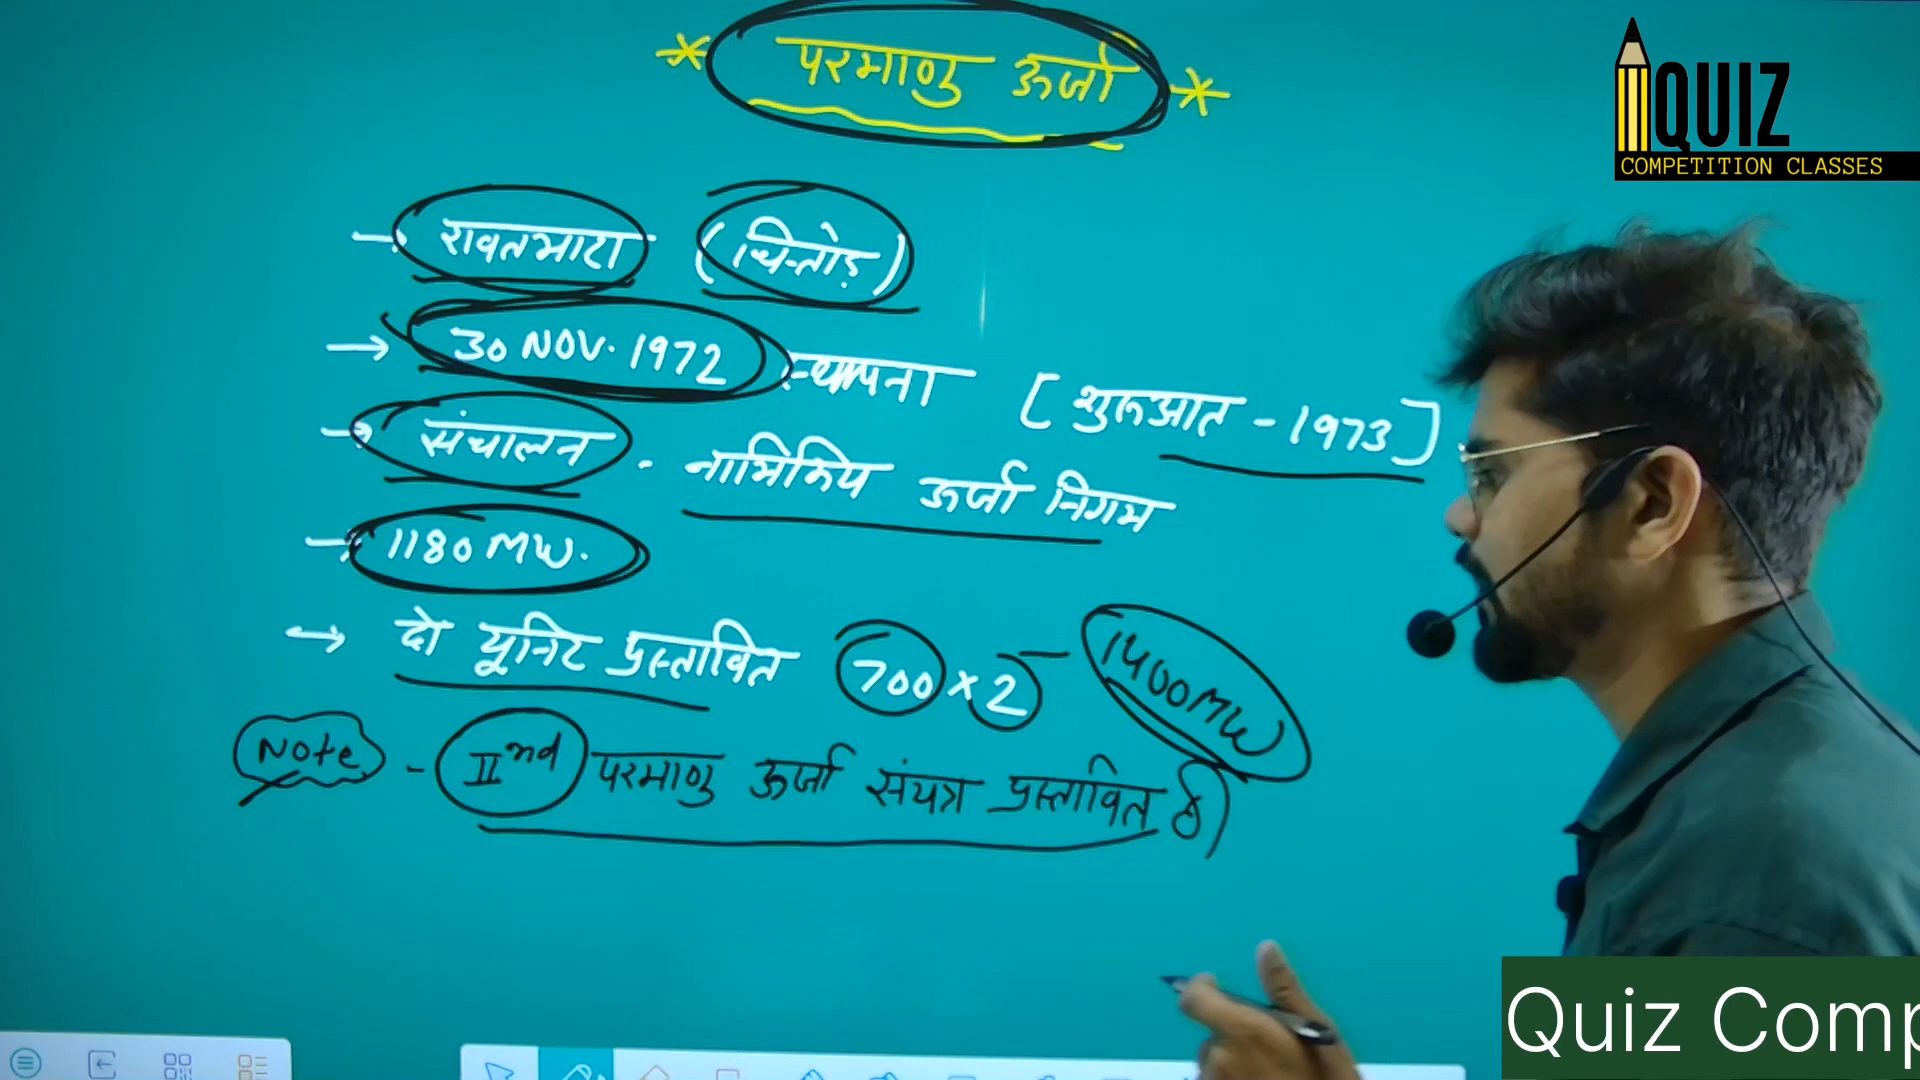 * परमाणु ऊर्जा *
QUIZ
COMPETITION CLASSES
→ रावतभाटा (चित्तोड़)
→ 30 NOV. 1972 स्थापना [शुरूआत - 1973]
→ संचालन - नाभिकिय ऊर्जा निगम
→ 1180 MW.
→ दो यूनिट प्रस्तावित 700 × 2 - 1400MW
Note - IInd परमाणु ऊर्जा संयत्र प्रस्तावित है।
Quiz Comp